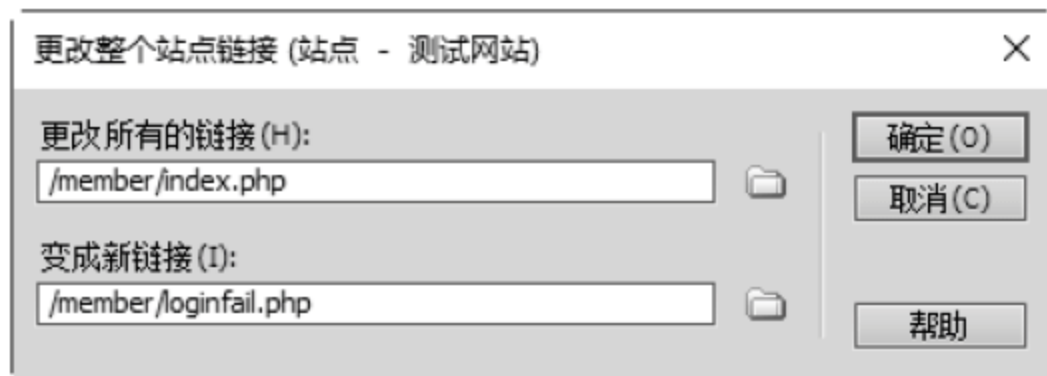 更改整个站点链接 (站点 - 测试网站)
更改所有的链接(H):
/member/index.php
确定(O)
取消(C)
变成新链接(I):
/member/loginfail.php
帮助